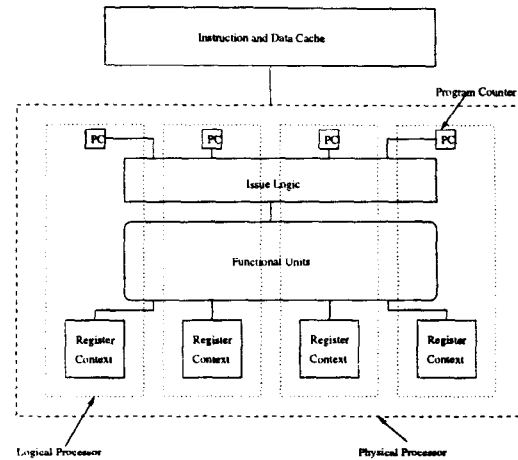 Instruction and Data Cache
Program Counter
PC PC PC PC
Issue Logic
Functional Units
Register Register Register Register
Context Context Context Context
Logical Processor Physical Processor